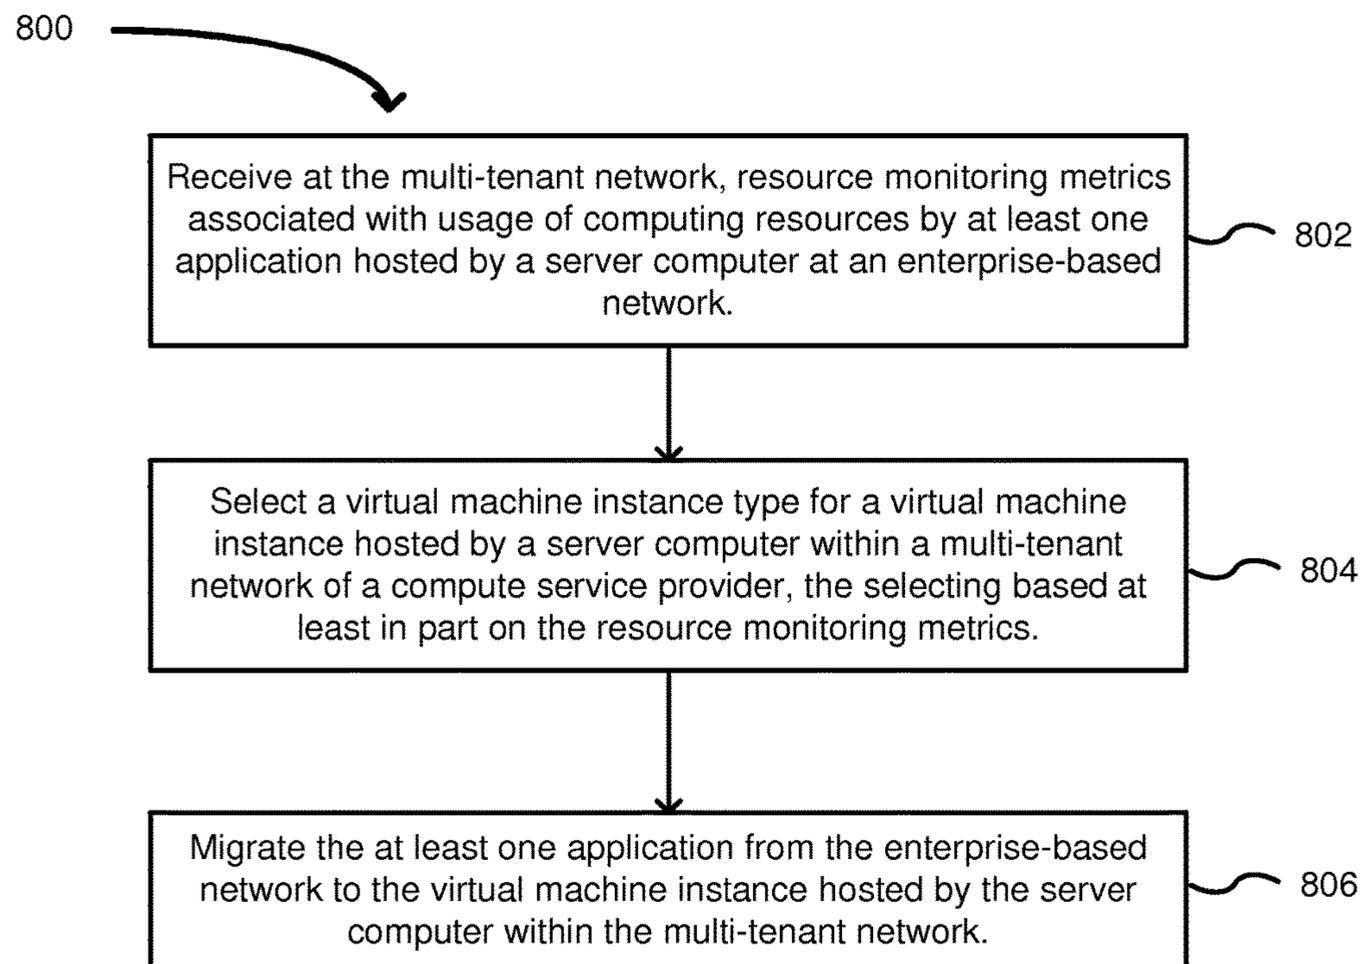 800
Receive at the multi-tenant network, resource monitoring metrics
associated with usage of computing resources by at least one
application hosted by a server computer at an enterprise-based
network.
802
Select a virtual machine instance type for a virtual machine
instance hosted by a server computer within a multi-tenant
network of a compute service provider, the selecting based at
least in part on the resource monitoring metrics.
804
Migrate the at least one application from the enterprise-based
network to the virtual machine instance hosted by the server
computer within the multi-tenant network.
806